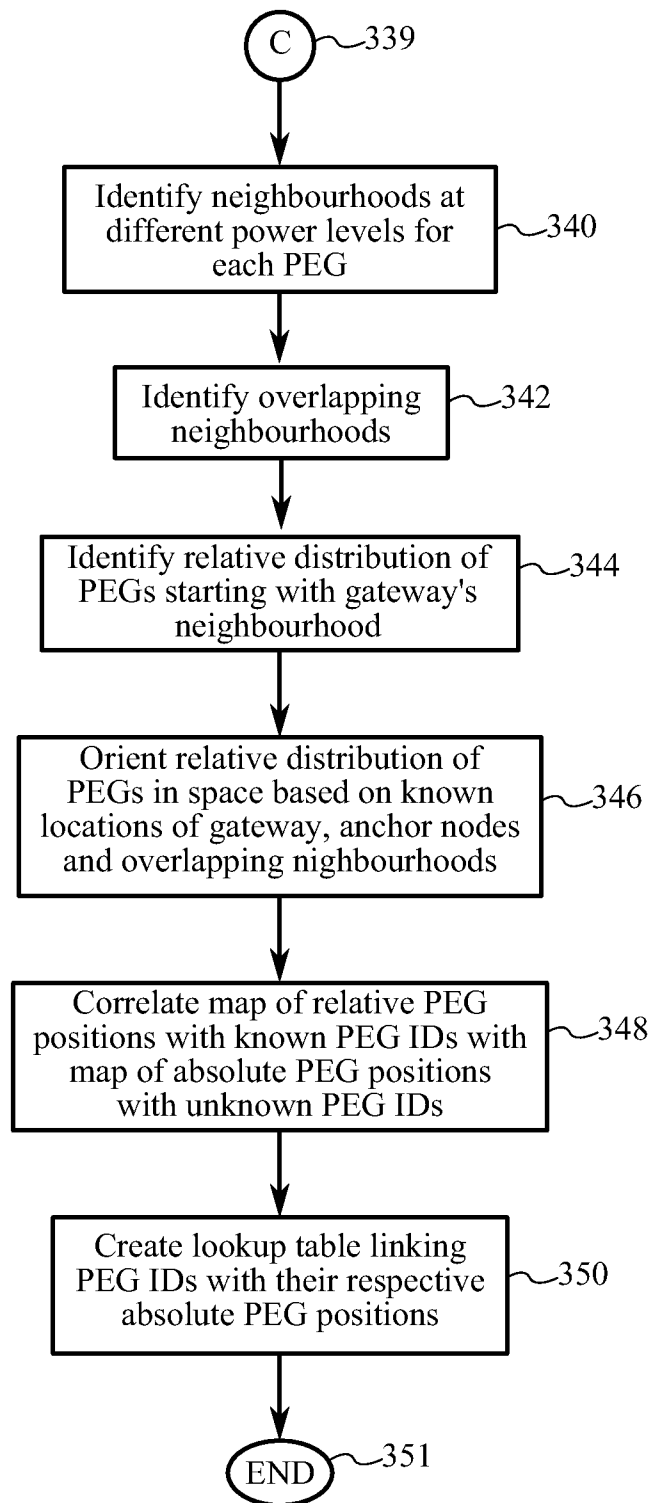 C
339
Identify neighbourhoods at
different power levels for
each PEG
340
Identify overlapping
neighbourhoods
342
Identify relative distribution of
PEGs starting with gateway's
neighbourhood
344
Orient relative distribution of
PEGs in space based on known
locations of gateway, anchor nodes
and overlapping nighbourhoods
346
Correlate map of relative PEG
positions with known PEG IDs with
map of absolute PEG positions
with unknown PEG IDs
348
Create lookup table linking
PEG IDs with their respective
absolute PEG positions
350
END
351